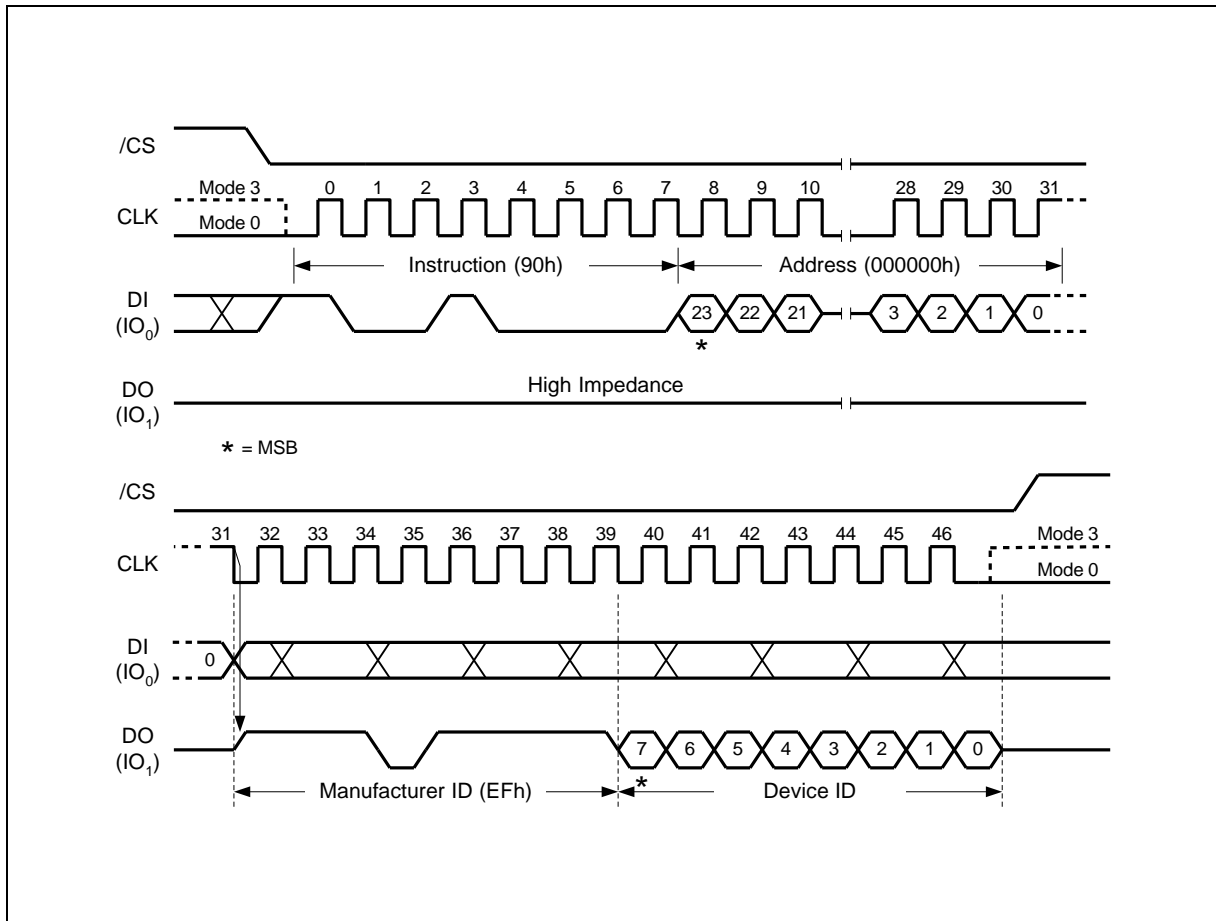 /CS
Mode 3 0 1 2 3 4 5 6 7 8 9 10 28 29 30 31
CLK
Mode 0
Instruction (90h) Address (000000h)
DI
(IO0) 23 22 21 3 2 1 0
*
High Impedance
DO
(IO1)
* = MSB
/CS
31 32 33 34 35 36 37 38 39 40 41 42 43 44 45 46 Mode 3
CLK
Mode 0
DI
(IO0) 0
DO
(IO1) 7 6 5 4 3 2 1 0
*
Manufacturer ID (EFh) Device ID